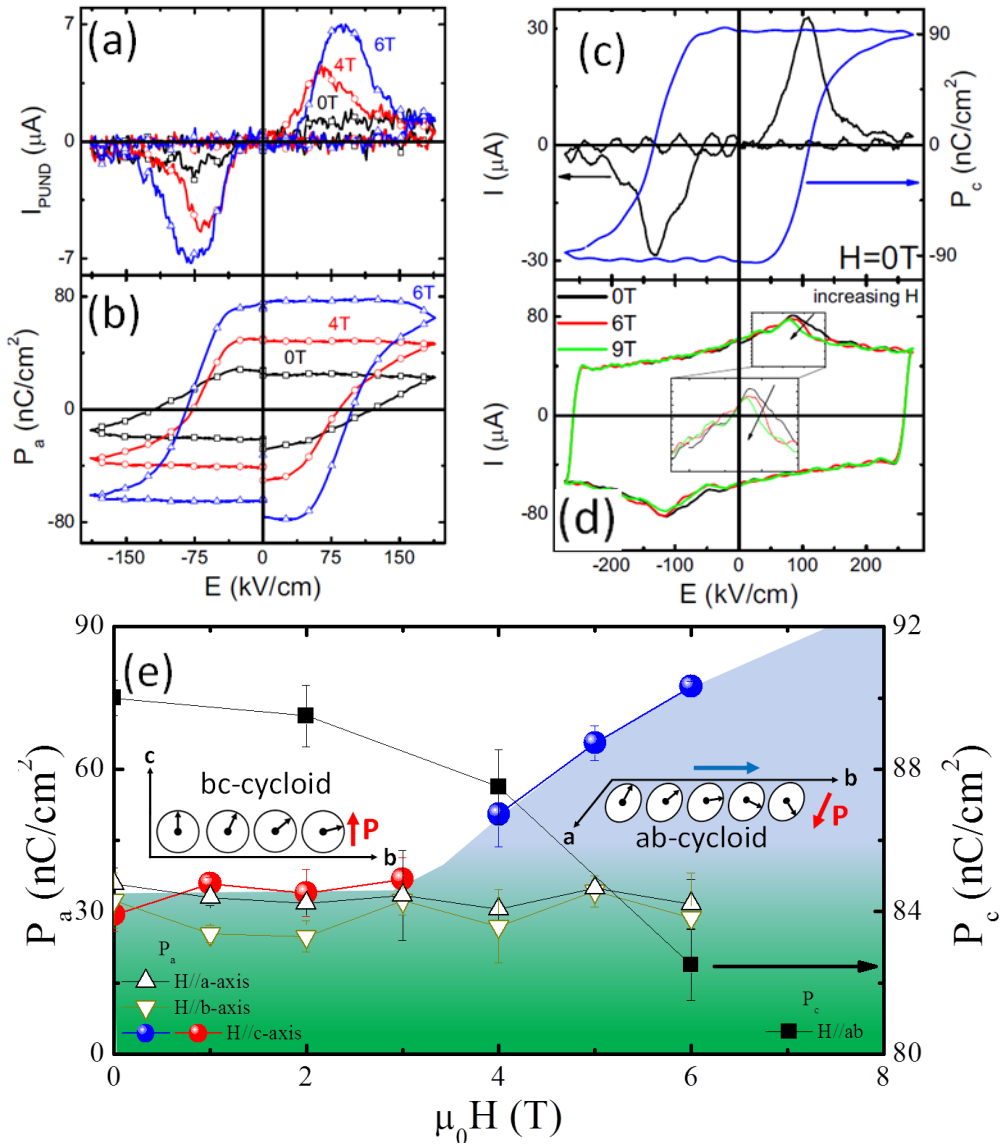 (a)
7
0
-7
I_PUND (μA)
6T
4T
0T
(b)
80
0
-80
P_a (nC/cm²)
6T
4T
0T
-150 -75 0 75 150
E (kV/cm)
(c)
30
0
-30
I (μA)
90
0
-90
P_c (nC/cm²)
H=0T
0T
6T
9T
increasing H
80
0
-80
I (μA)
(d)
-200 -100 0 100 200
E (kV/cm)
(e)
90
60
30
0
P_a (nC/cm²)
92
88
84
80
P_c (nC/cm²)
c
bc-cycloid
P
b
b
a
ab-cycloid
P
P_a
H//a-axis
H//b-axis
H//c-axis
P_c
H//ab
0 2 4 6 8
μ₀H (T)